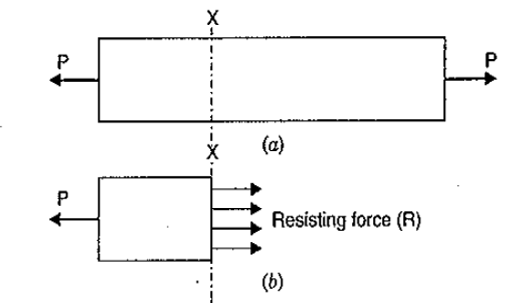 X
P
P
(a)
X
P
Resisting force (R)
(b)